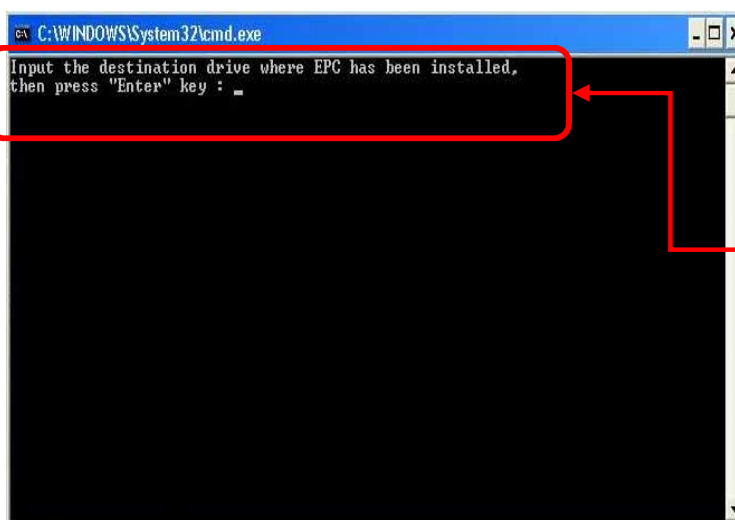 C:\WINDOWS\System32\cmd.exe
Input the destination drive where EPC has been installed,
then press "Enter" key : _